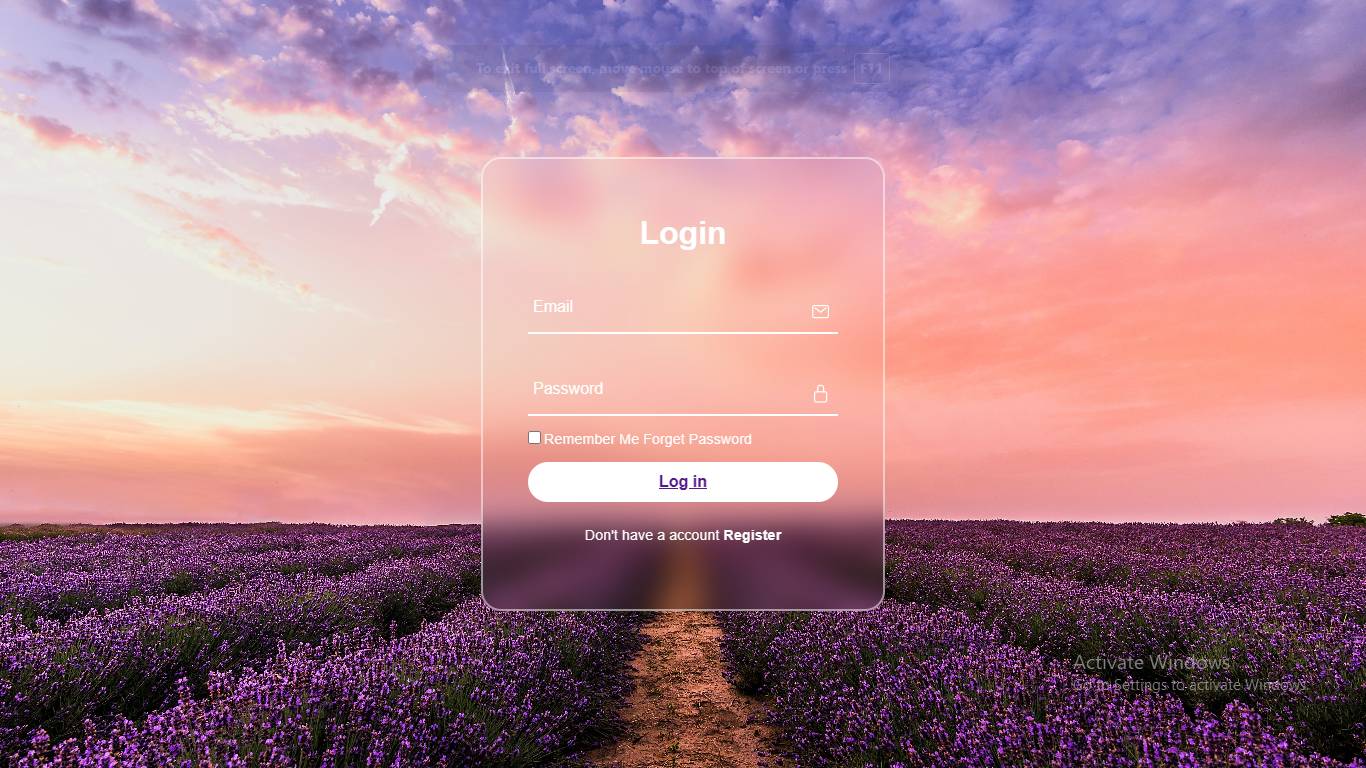 To exit full screen, move mouse to top of screen or press F11
Login
Email
Password
Remember Me Forget Password
Log in
Don't have a account Register
Activate Windows
Go to Settings to activate Windows.